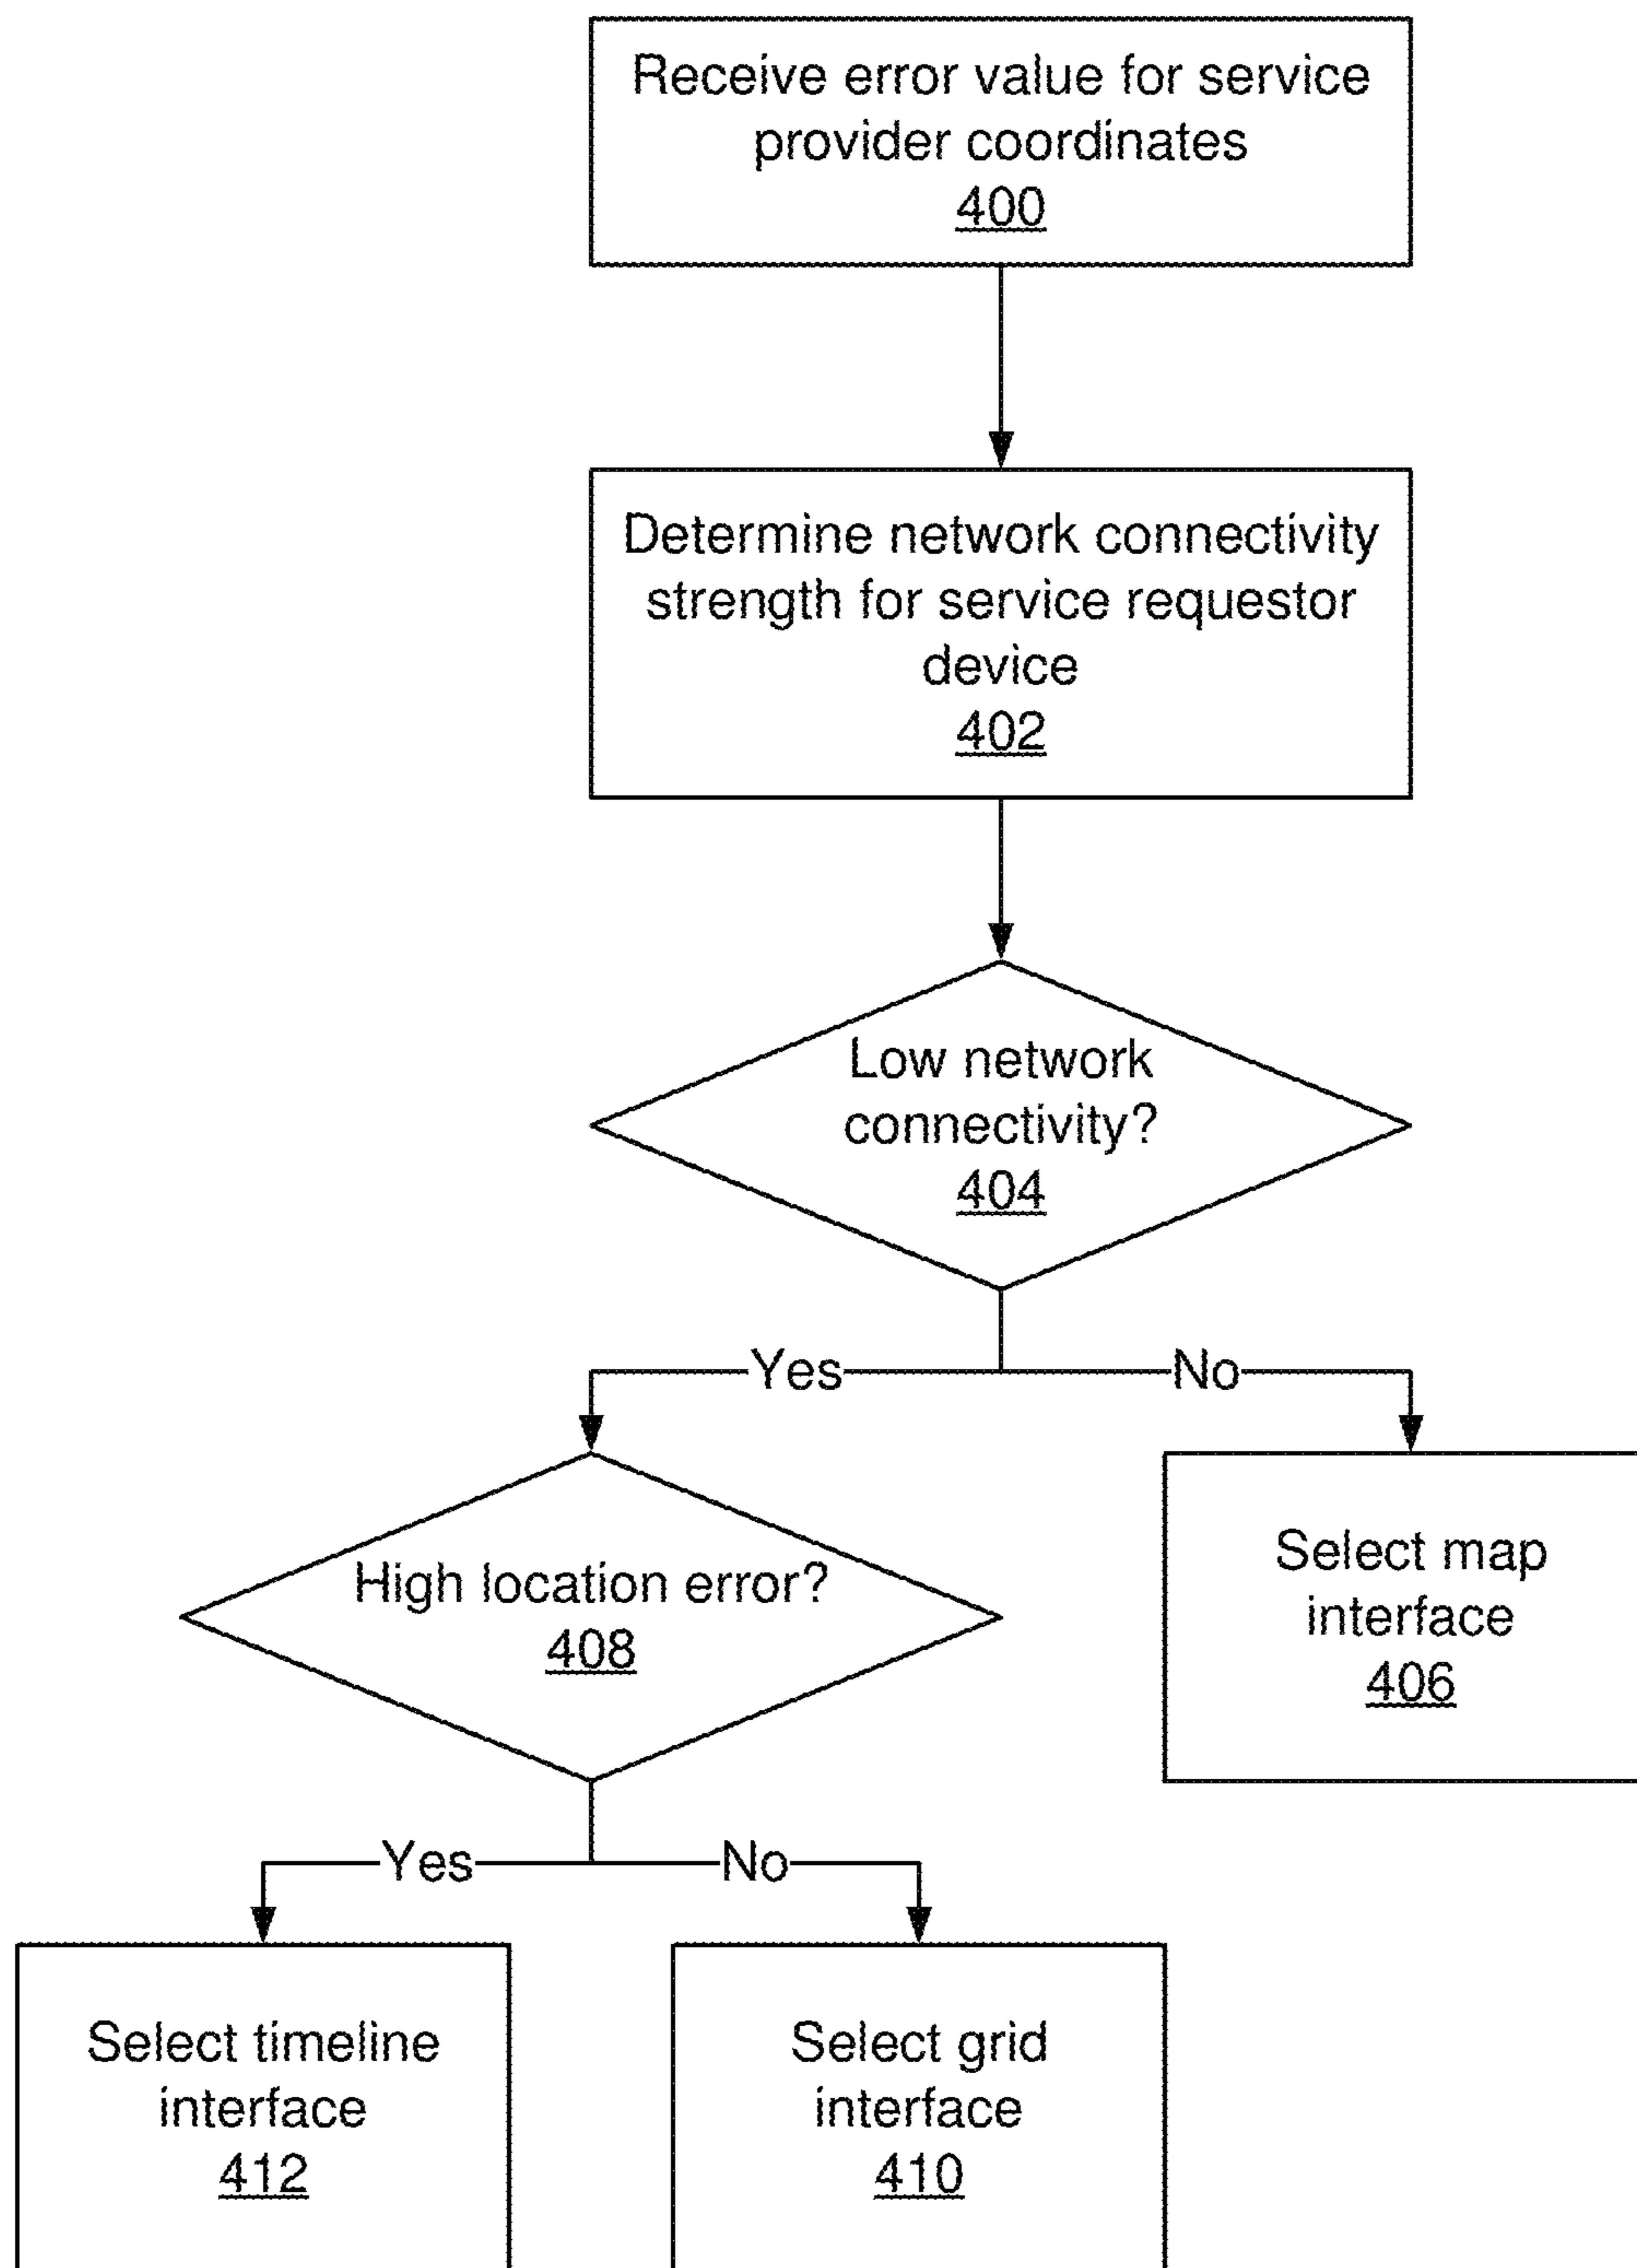 Receive error value for service
provider coordinates
400
Determine network connectivity
strength for service requestor
device
402
Low network
connectivity?
404
Yes
No
High location error?
408
Select map
interface
406
Yes
No
Select timeline
interface
412
Select grid
interface
410